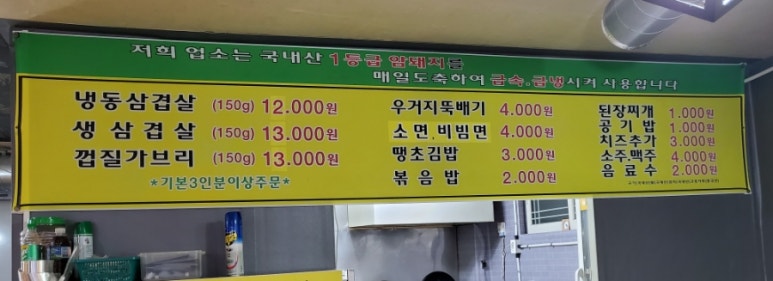 저희 업소는 국내산 1등급 암돼지를
매일도축하여 급속.급냉시켜 사용합니다
냉동삼겹살 (150g) 12.000원
생삼겹살 (150g) 13.000원
껍질가브리 (150g) 13.000원
*기본3인분이상주문*
우거지뚝배기 4.000원
소면.비빔면 4.000원
땡초김밥 3.000원
볶음밥 2.000원
된장찌개 1.000원
공기밥 1.000원
치즈추가 3.000원
소주.맥주 4.000원
음료수 2.000원